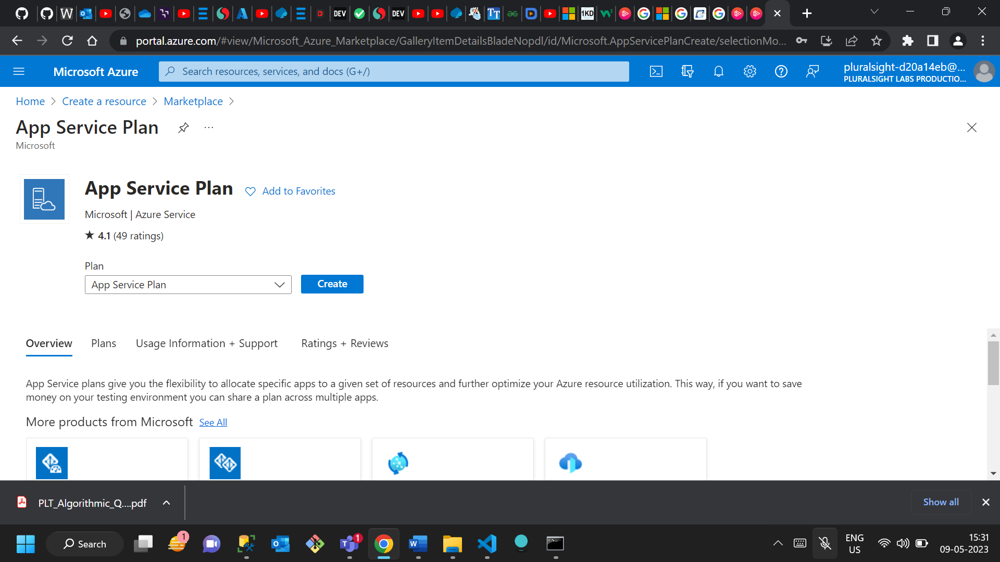 W DEV DEV TT 1KD W3
portal.azure.com/#view/Microsoft_Azure_Marketplace/GalleryItemDetailsBladeNopdl/id/Microsoft.AppServicePlanCreate/selectionMo...
Microsoft Azure
Search resources, services, and docs (G+/)
pluralsight-d20a14eb@...
PLURALSIGHT LABS PRODUCTIO...
Home > Create a resource > Marketplace >
App Service Plan ...
Microsoft
App Service Plan
Add to Favorites
Microsoft | Azure Service
★ 4.1 (49 ratings)
Plan
App Service Plan
Create
Overview Plans Usage Information + Support Ratings + Reviews
App Service plans give you the flexibility to allocate specific apps to a given set of resources and further optimize your Azure resource utilization. This way, if you want to save
money on your testing environment you can share a plan across multiple apps.
More products from Microsoft See All
PLT_Algorithmic_Q....pdf
Show all
Search
1
1
ENG
US
15:31
09-05-2023